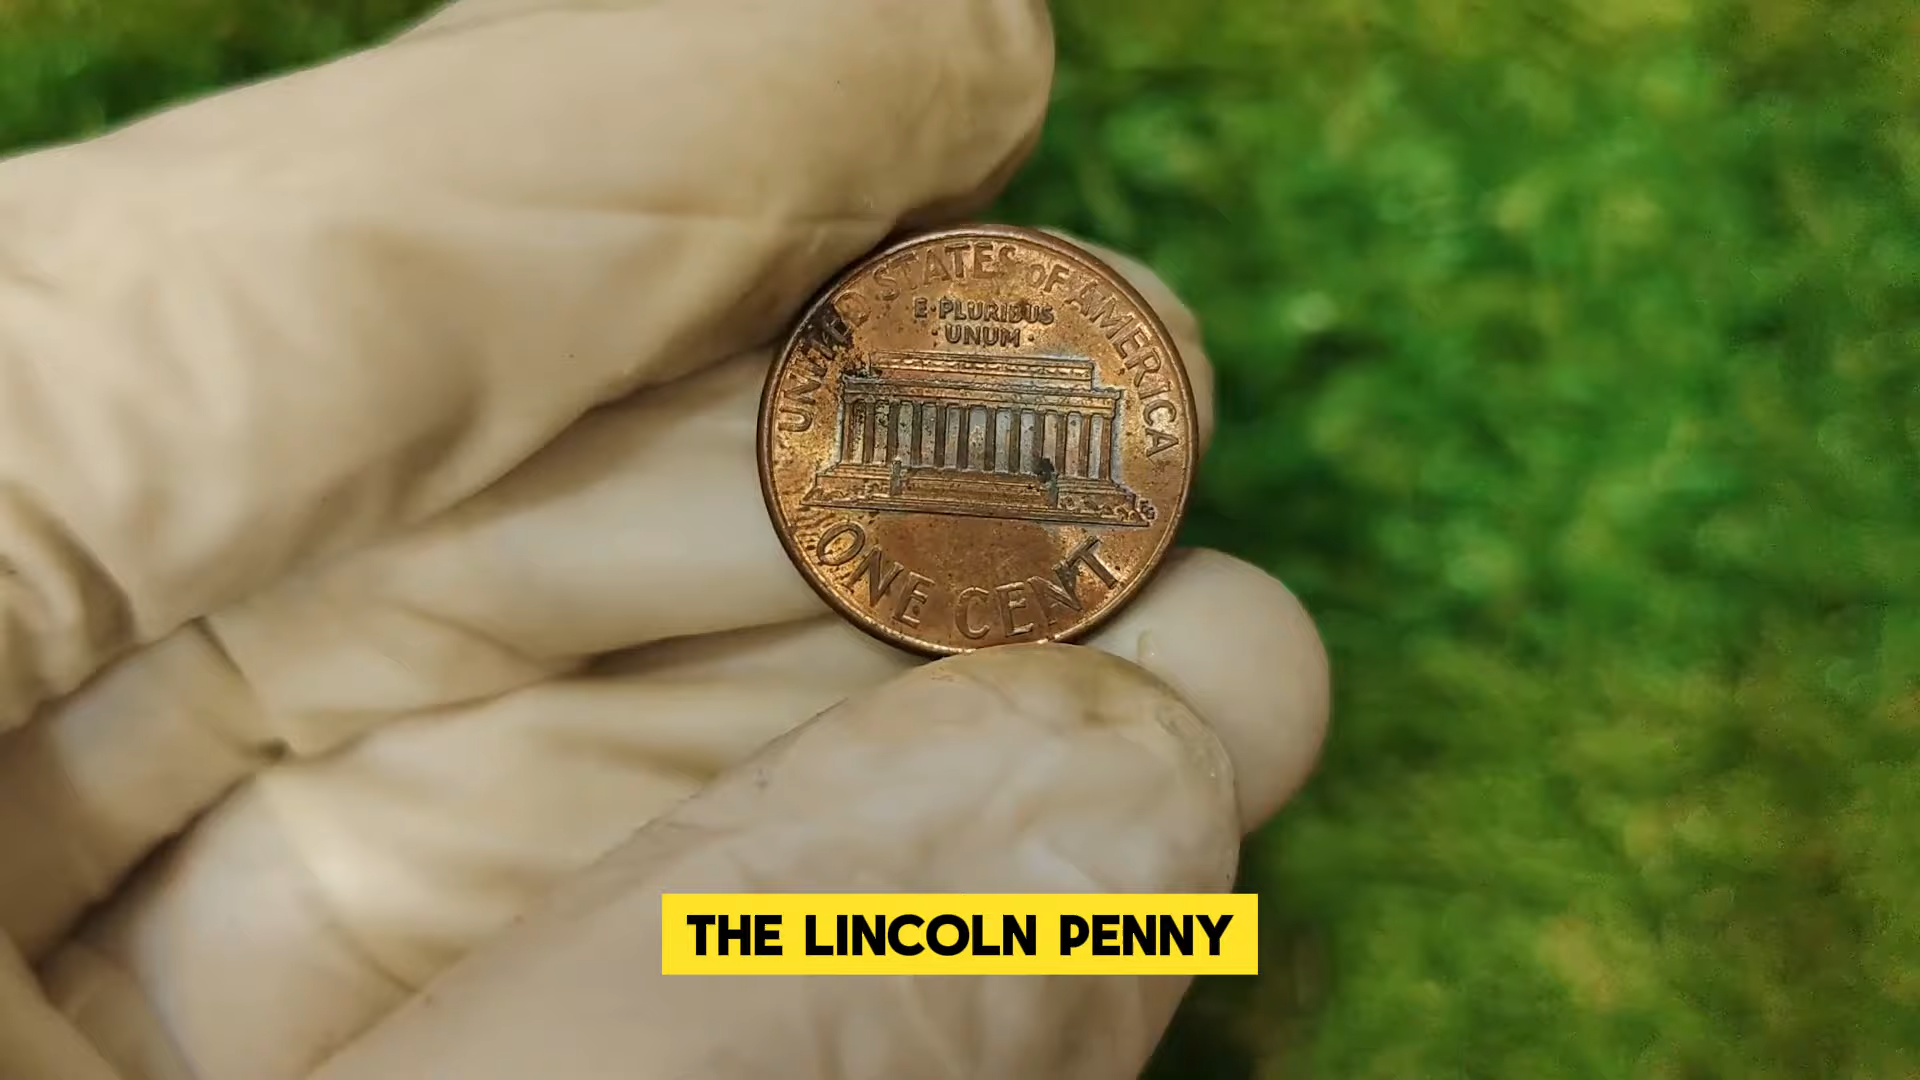 UNITED STATES OF AMERICA
E·PLURIBUS
·UNUM·
ONE CENT
THE LINCOLN PENNY